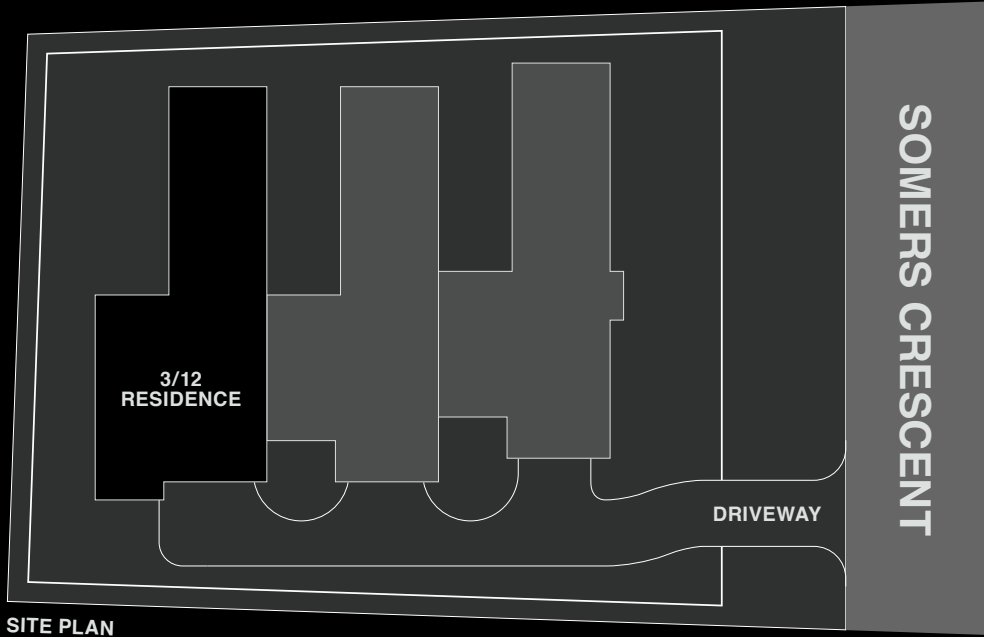 3/12
RESIDENCE
DRIVEWAY
SOMERS CRESCENT
SITE PLAN